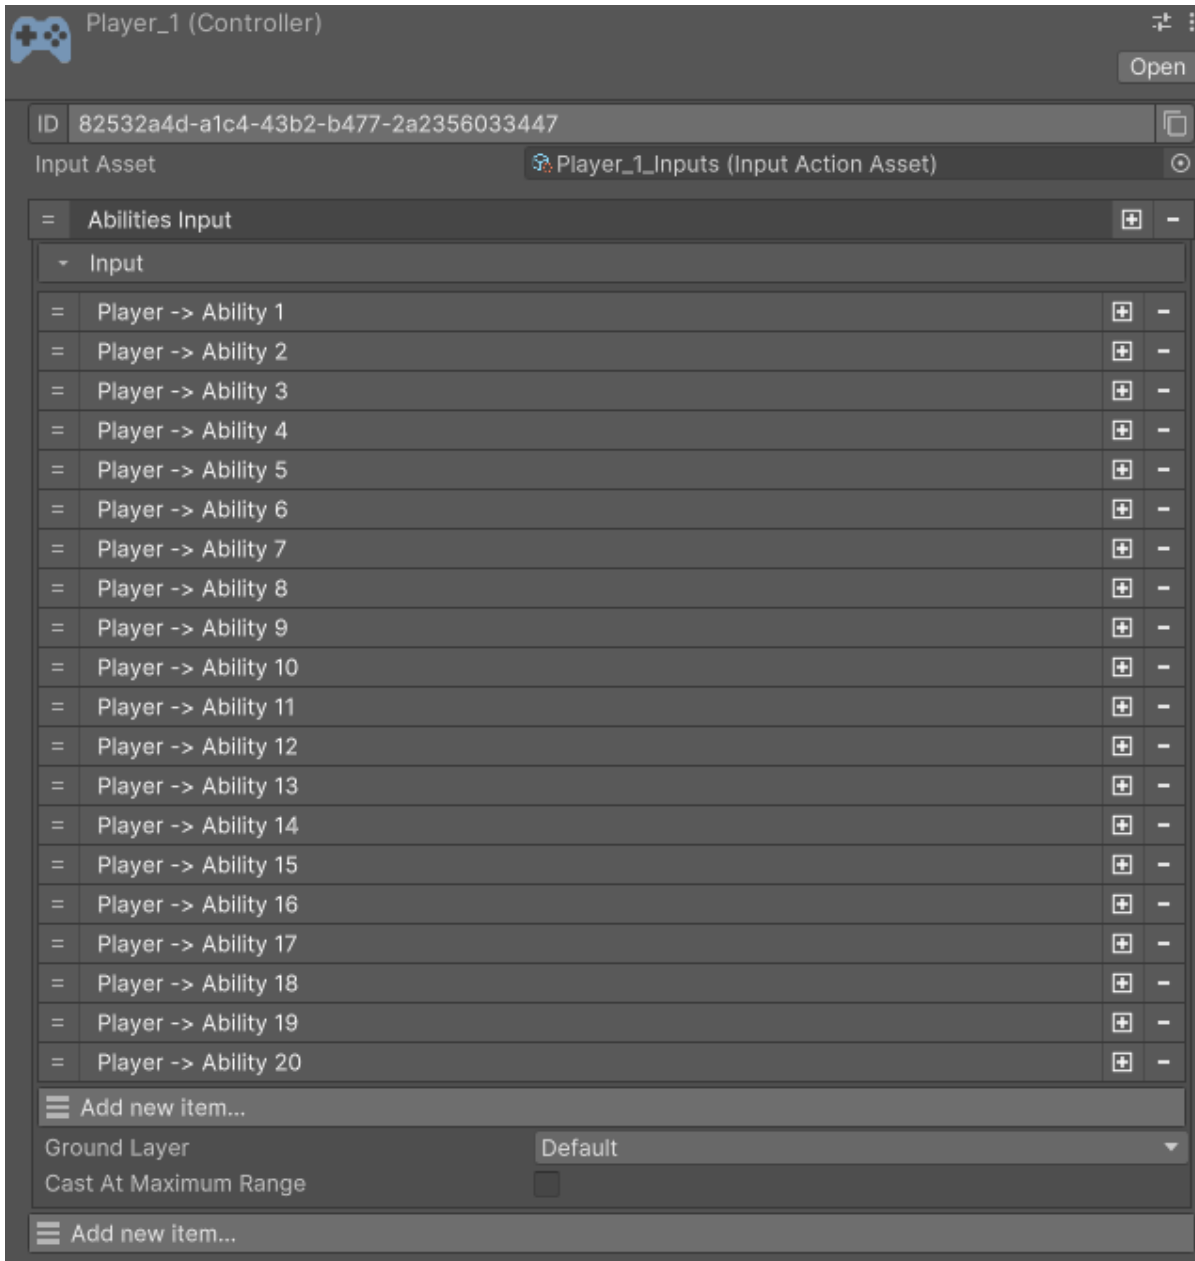 Player_1 (Controller)
Open
ID 82532a4d-a1c4-43b2-b477-2a2356033447
Input Asset Player_1_Inputs (Input Action Asset)
Abilities Input
Input
Player -> Ability 1
Player -> Ability 2
Player -> Ability 3
Player -> Ability 4
Player -> Ability 5
Player -> Ability 6
Player -> Ability 7
Player -> Ability 8
Player -> Ability 9
Player -> Ability 10
Player -> Ability 11
Player -> Ability 12
Player -> Ability 13
Player -> Ability 14
Player -> Ability 15
Player -> Ability 16
Player -> Ability 17
Player -> Ability 18
Player -> Ability 19
Player -> Ability 20
Add new item...
Ground Layer Default
Cast At Maximum Range
Add new item...